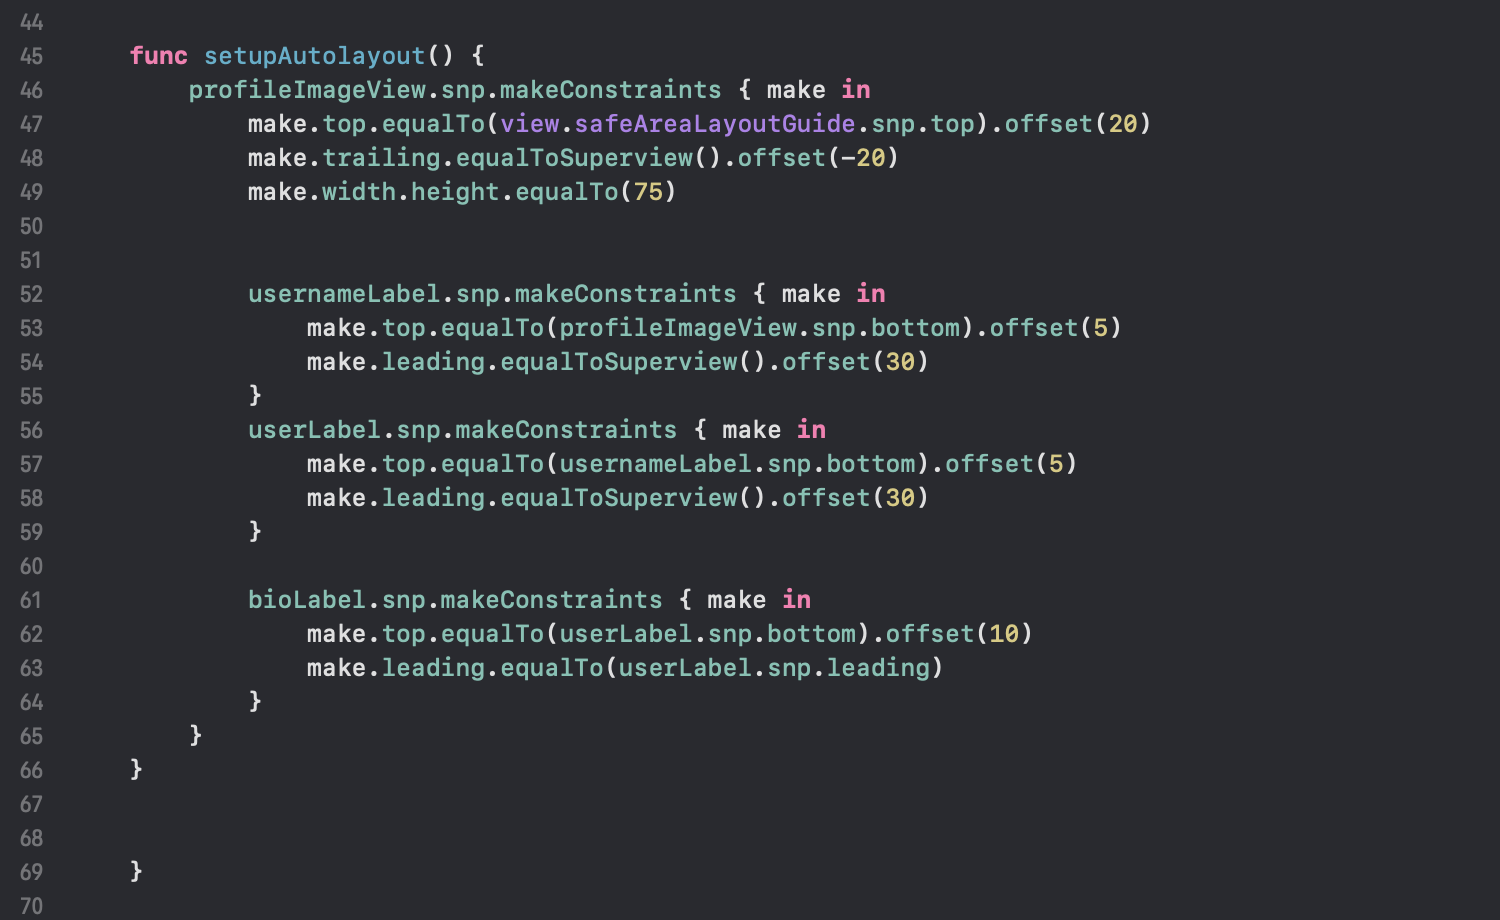 44
45 func setupAutolayout() {
46 profileImageView.snp.makeConstraints { make in
47 make.top.equalTo(view.safeAreaLayoutGuide.snp.top).offset(20)
48 make.trailing.equalToSuperview().offset(-20)
49 make.width.height.equalTo(75)
50
51
52 usernameLabel.snp.makeConstraints { make in
53 make.top.equalTo(profileImageView.snp.bottom).offset(5)
54 make.leading.equalToSuperview().offset(30)
55 }
56 userLabel.snp.makeConstraints { make in
57 make.top.equalTo(usernameLabel.snp.bottom).offset(5)
58 make.leading.equalToSuperview().offset(30)
59 }
60
61 bioLabel.snp.makeConstraints { make in
62 make.top.equalTo(userLabel.snp.bottom).offset(10)
63 make.leading.equalTo(userLabel.snp.leading)
64 }
65 }
66 }
67
68
69 }
70